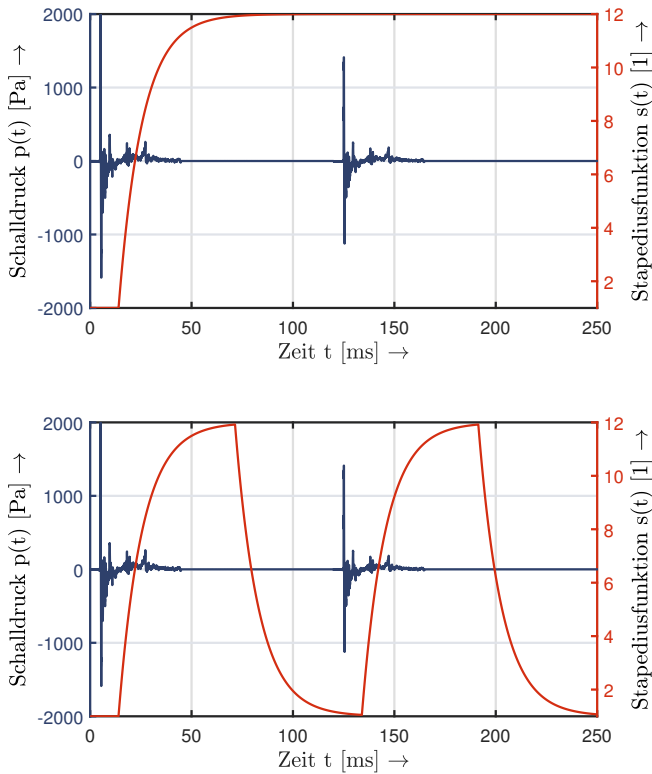 2000
1000
0
-1000
-2000
Schalldruck p(t) [Pa] →
12
10
8
6
4
2
Stapediusfunktion s(t) [1] →
0 50 100 150 200 250
Zeit t [ms] →
2000
1000
0
-1000
-2000
Schalldruck p(t) [Pa] →
12
10
8
6
4
2
Stapediusfunktion s(t) [1] →
0 50 100 150 200 250
Zeit t [ms] →